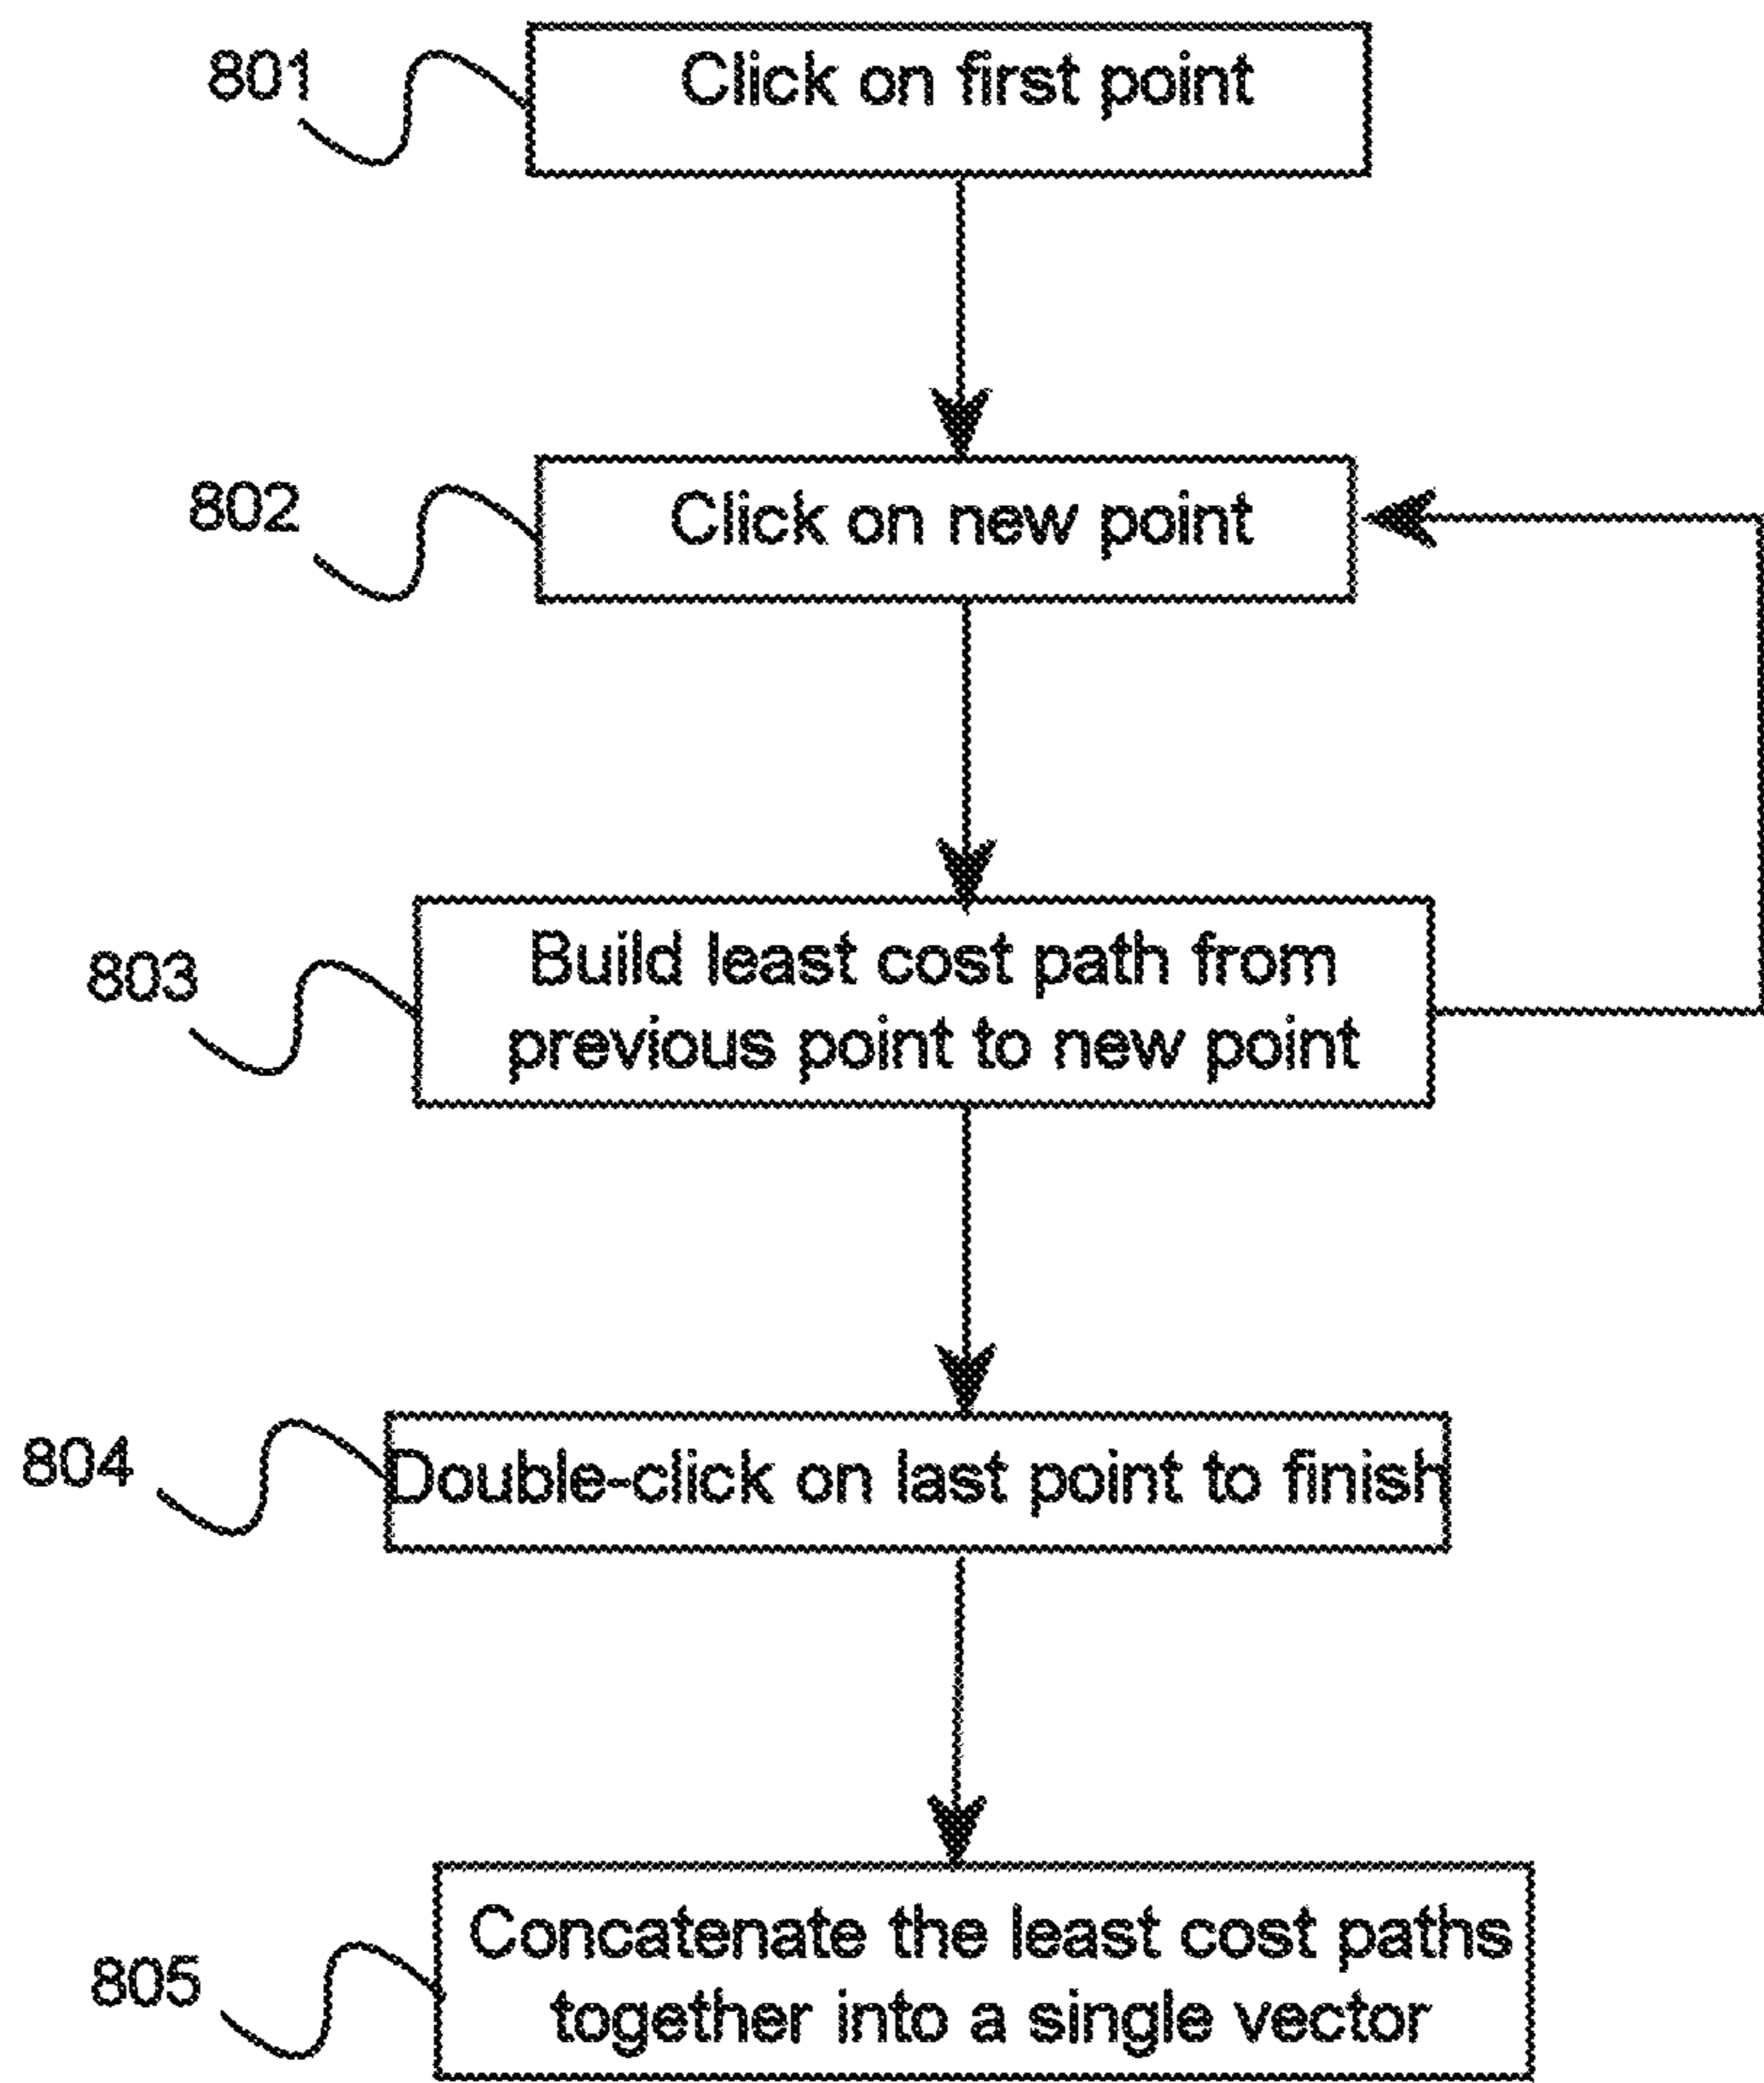 801
Click on first point
802
Click on new point
803
Build least cost path from
previous point to new point
804
Double-click on last point to finish
805
Concatenate the least cost paths
together into a single vector